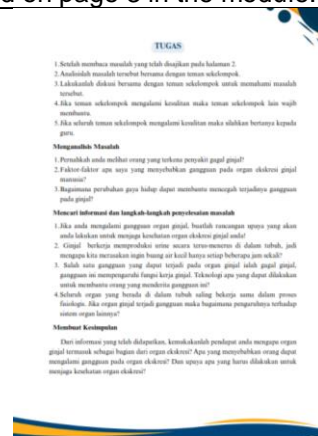 d on page 3 in the module.
TUGAS
1. Setelah membaca masalah yang telah disajikan pada halaman 2.
2. Analisislah masalah tersebut bersama dengan teman sekelompok.
3. Lakukanlah diskusi bersama dengan teman sekelompok untuk memahami masalah
tersebut.
4. Jika teman sekelompok mengalami kesulitan maka teman sekelompok lain wajib
membantu.
5. Jika seluruh teman sekelompok mengalami kesulitan maka silahkan bertanya kepada
guru.
Menganalisis Masalah
1. Pernahkah anda melihat orang yang terkena penyakit gagal ginjal?
2. Faktor-faktor apa saya yang menyebabkan gangguan pada organ ekskresi ginjal
manusia?
3. Bagaimana perubahan gaya hidup dapat membantu mencegah terjadinya gangguan
pada ginjal?
Mencari informasi dan langkah-langkah penyelesaian masalah
1. Jika anda mengalami gangguan organ ginjal, buatlah rancangan upaya yang akan
anda lakukan untuk menjaga kesehatan organ ekskresi ginjal anda!
2. Ginjal berkerja memproduksi urine secara terus-menerus di dalam tubuh, jadi
mengapa kita merasakan ingin buang air kecil hanya setiap beberapa jam sekali?
3. Salah satu gangguan yang dapat terjadi pada organ ginjal ialah gagal ginjal,
gangguan ini mempengaruhi fungsi kerja ginjal. Teknologi apa yang dapat dilakukan
untuk membantu orang yang menderita gangguan ini?
4. Seluruh organ yang berada di dalam tubuh saling bekerja sama dalam proses
fisiologis. Jika organ ginjal terjadi gangguan maka bagaimana pengaruhnya terhadap
sistem organ lainnya?
Membuat Kesimpulan
Dari informasi yang telah didapatkan, kemukakanlah pendapat anda mengapa organ
ginjal termasuk sebagai bagian dari organ ekskresi? Apa yang menyebabkan orang dapat
mengalami gangguan pada organ ekskresi? Dan upaya apa yang harus dilakukan untuk
menjaga kesehatan organ ekskresi?